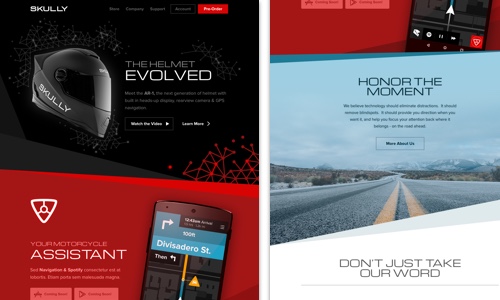 SKULLY
Store Company Support Account Pre-Order
THE HELMET
EVOLVED
Meet the AR-1, the next generation of helmet with
built in heads-up display, rearview camera & GPS
navigation.
Watch the Video
Learn More
SKULLY
YOUR MOTORCYCLE
ASSISTANT
Sed Navigation & Spotify consectetur est at
lobortis. Etiam porta sem malesuada magna.
Coming Soon!
Coming Soon!
12:43am Arrival
100ft
Divisadero St.
Then
Coming Soon!
Coming Soon!
HONOR THE
MOMENT
We believe technology should eliminate distractions. It should
remove blindspots. It should provide you direction when you
want it, and help you focus your attention back where it
belongs - on the road ahead.
More About Us
DON'T JUST TAKE
OUR WORD